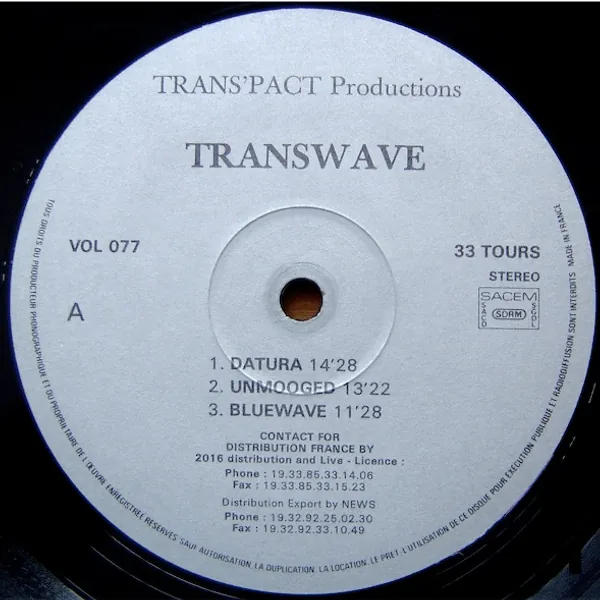 TRANS'PACT Productions
TRANSWAVE
VOL 077
33 TOURS
STEREO
A
SACEM
SACD
SDRM
SGDL
1. DATURA 14'28
2. UNMOOGED 13'22
3. BLUEWAVE 11'28
CONTACT FOR
DISTRIBUTION FRANCE BY
2016 distribution and Live - Licence :
Phone : 19.33.85.33.14.06
Fax : 19.33.85.33.15.23
Distribution Export by NEWS
Phone : 19.32.92.25.02.30
Fax : 19.32.92.33.10.49
TOUS DROITS DU PRODUCTEUR PHONOGRAPHIQUE ET DU PROPRIETAIRE DE L'ŒUVRE ENREGISTREE RESERVES. SAUF AUTORISATION, LA DUPLICATION, LA LOCATION, LE PRET, L'UTILISATION DE CE DISQUE POUR EXECUTION PUBLIQUE ET RADIODIFFUSION SONT INTERDITS MADE IN FRANCE